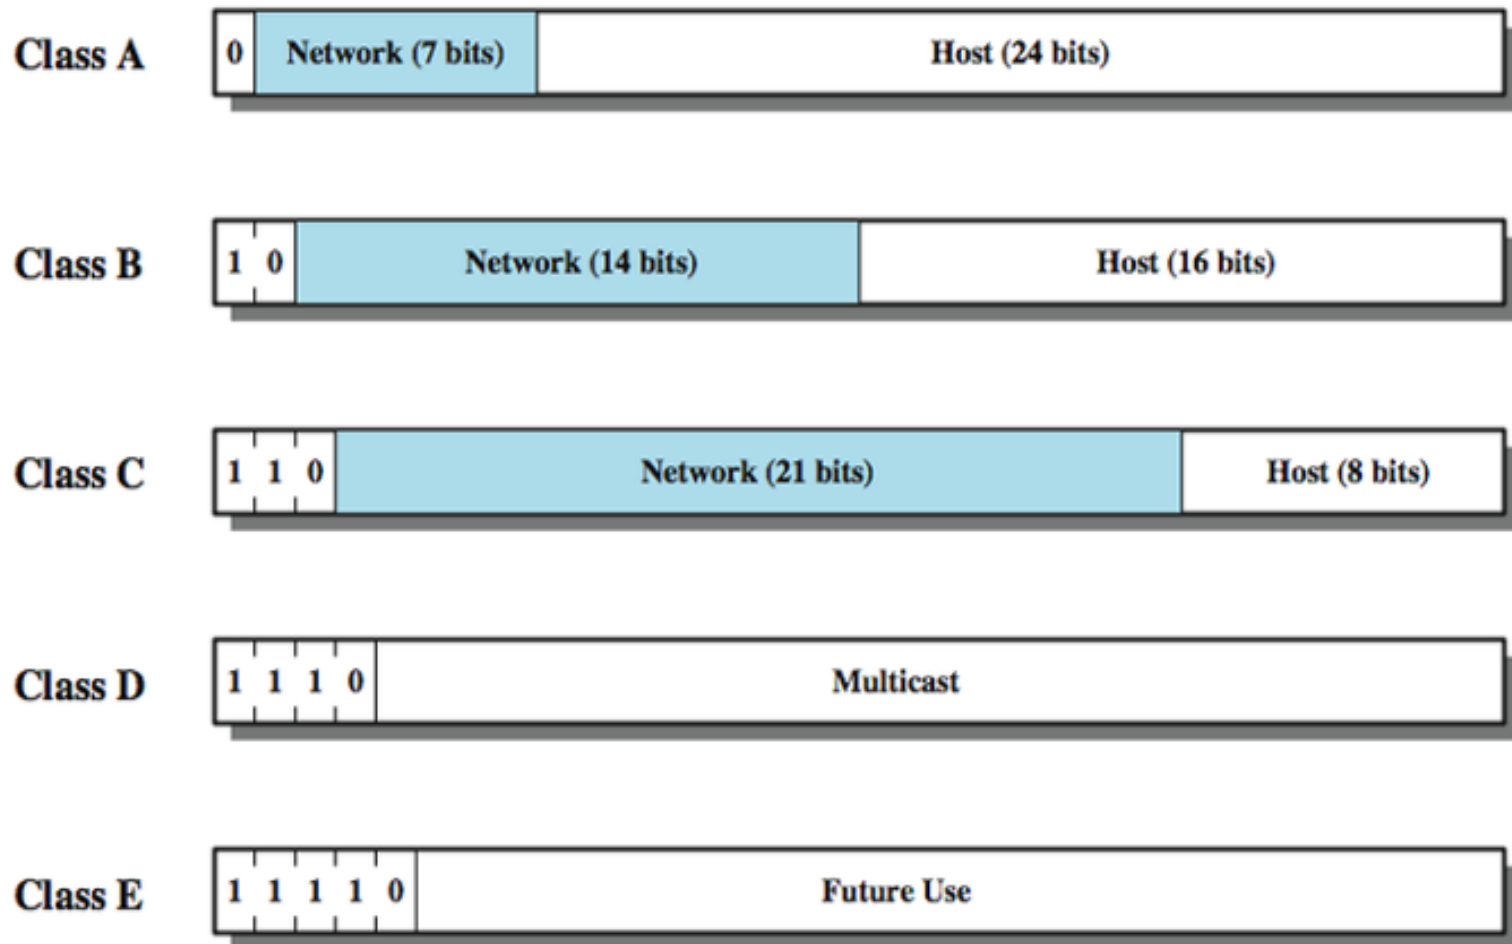 Class A 0 Network (7 bits) Host (24 bits)
Class B 1 0 Network (14 bits) Host (16 bits)
Class C 1 1 0 Network (21 bits) Host (8 bits)
Class D 1 1 1 0 Multicast
Class E 1 1 1 1 0 Future Use